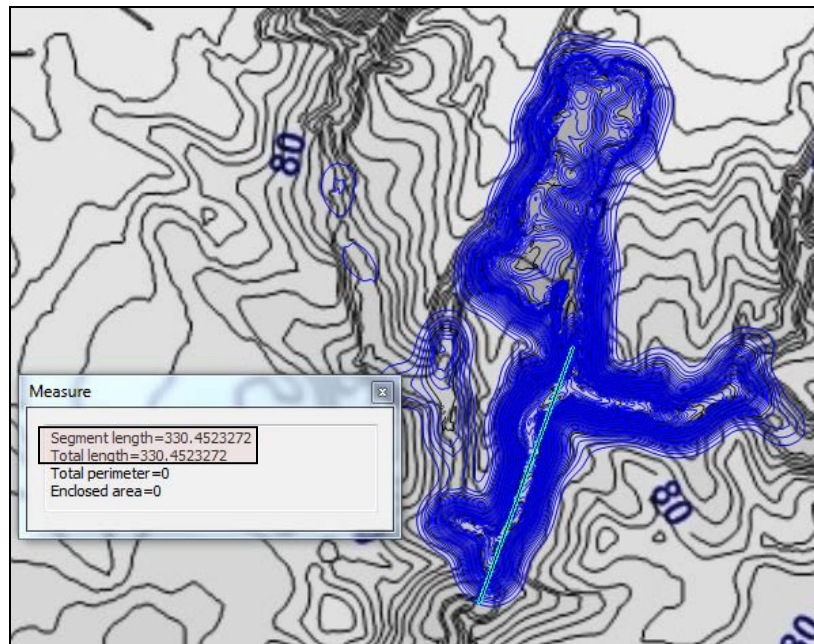 80
Measure
x
Segment length=330.4523272
Total length=330.4523272
Total perimeter=0
Enclosed area=0
80
80